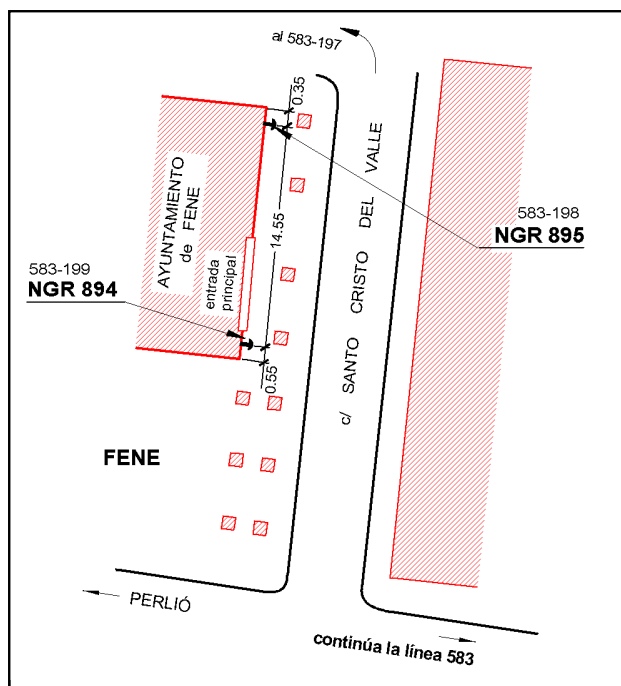 al 583-197
0.35
AYUNTAMIENTO
de FENE
entrada
principal
14.55
c/ SANTO CRISTO DEL VALLE
583-198
NGR 895
583-199
NGR 894
0.55
FENE
PERLIÓ
continúa la línea 583